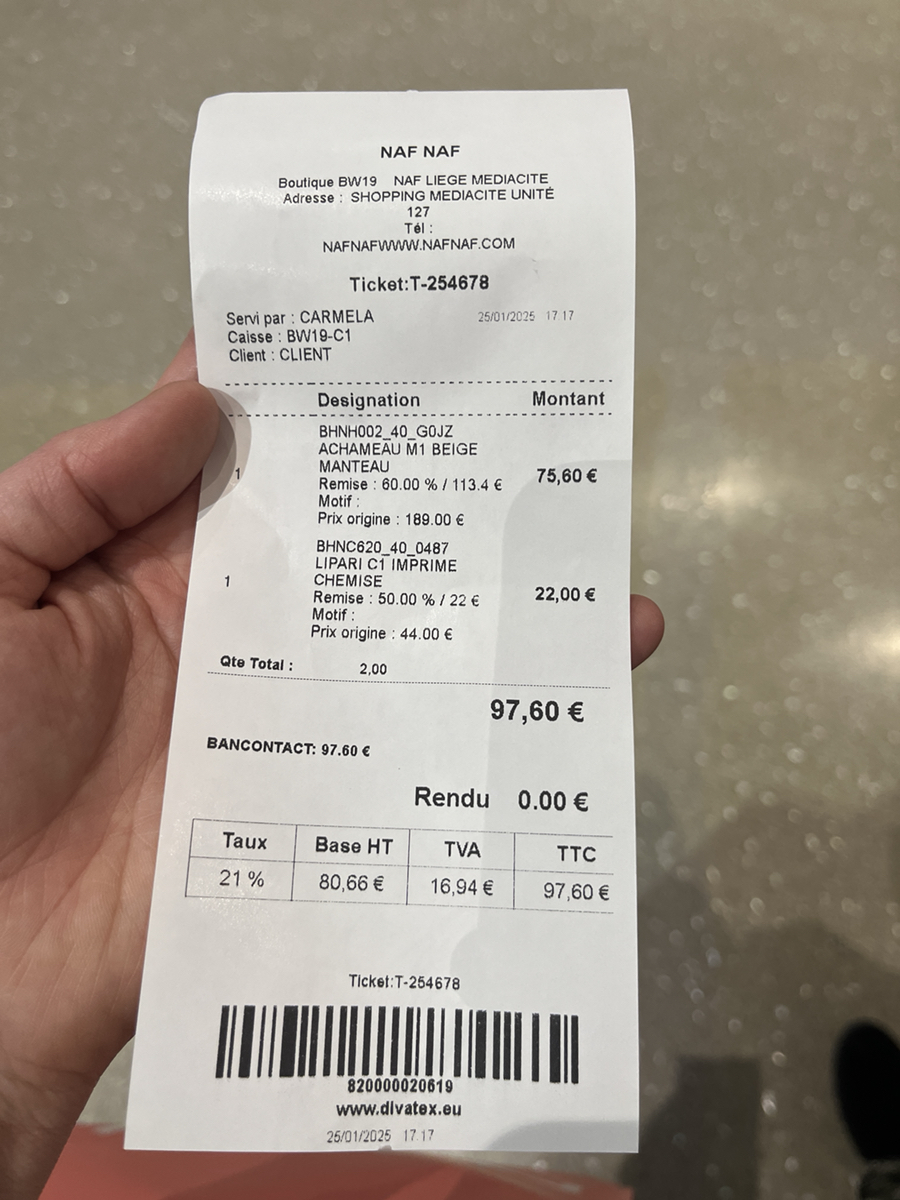 NAF NAF
Boutique BW19 NAF LIEGE MEDIACITE
Adresse : SHOPPING MEDIACITE UNITÉ
127
Tél :
NAFNAFWWW.NAFNAF.COM
Ticket:T-254678
Servi par : CARMELA 25/01/2025 17 17
Caisse : BW19-C1
Client : CLIENT
Designation Montant
BHNH002_40_G0JZ
ACHAMEAU M1 BEIGE
1 MANTEAU 75,60 €
Remise : 60.00 % / 113.4 €
Motif :
Prix origine : 189.00 €
BHNC620_40_0487
LIPARI C1 IMPRIME
1 CHEMISE 22,00 €
Remise : 50.00 % / 22 €
Motif :
Prix origine : 44.00 €
Qte Total : 2,00
97,60 €
BANCONTACT: 97.60 €
Rendu 0.00 €
Taux Base HT TVA TTC
21 % 80,66 € 16,94 € 97,60 €
Ticket:T-254678
820000020619
www.divatex.eu
25/01/2025 17 17